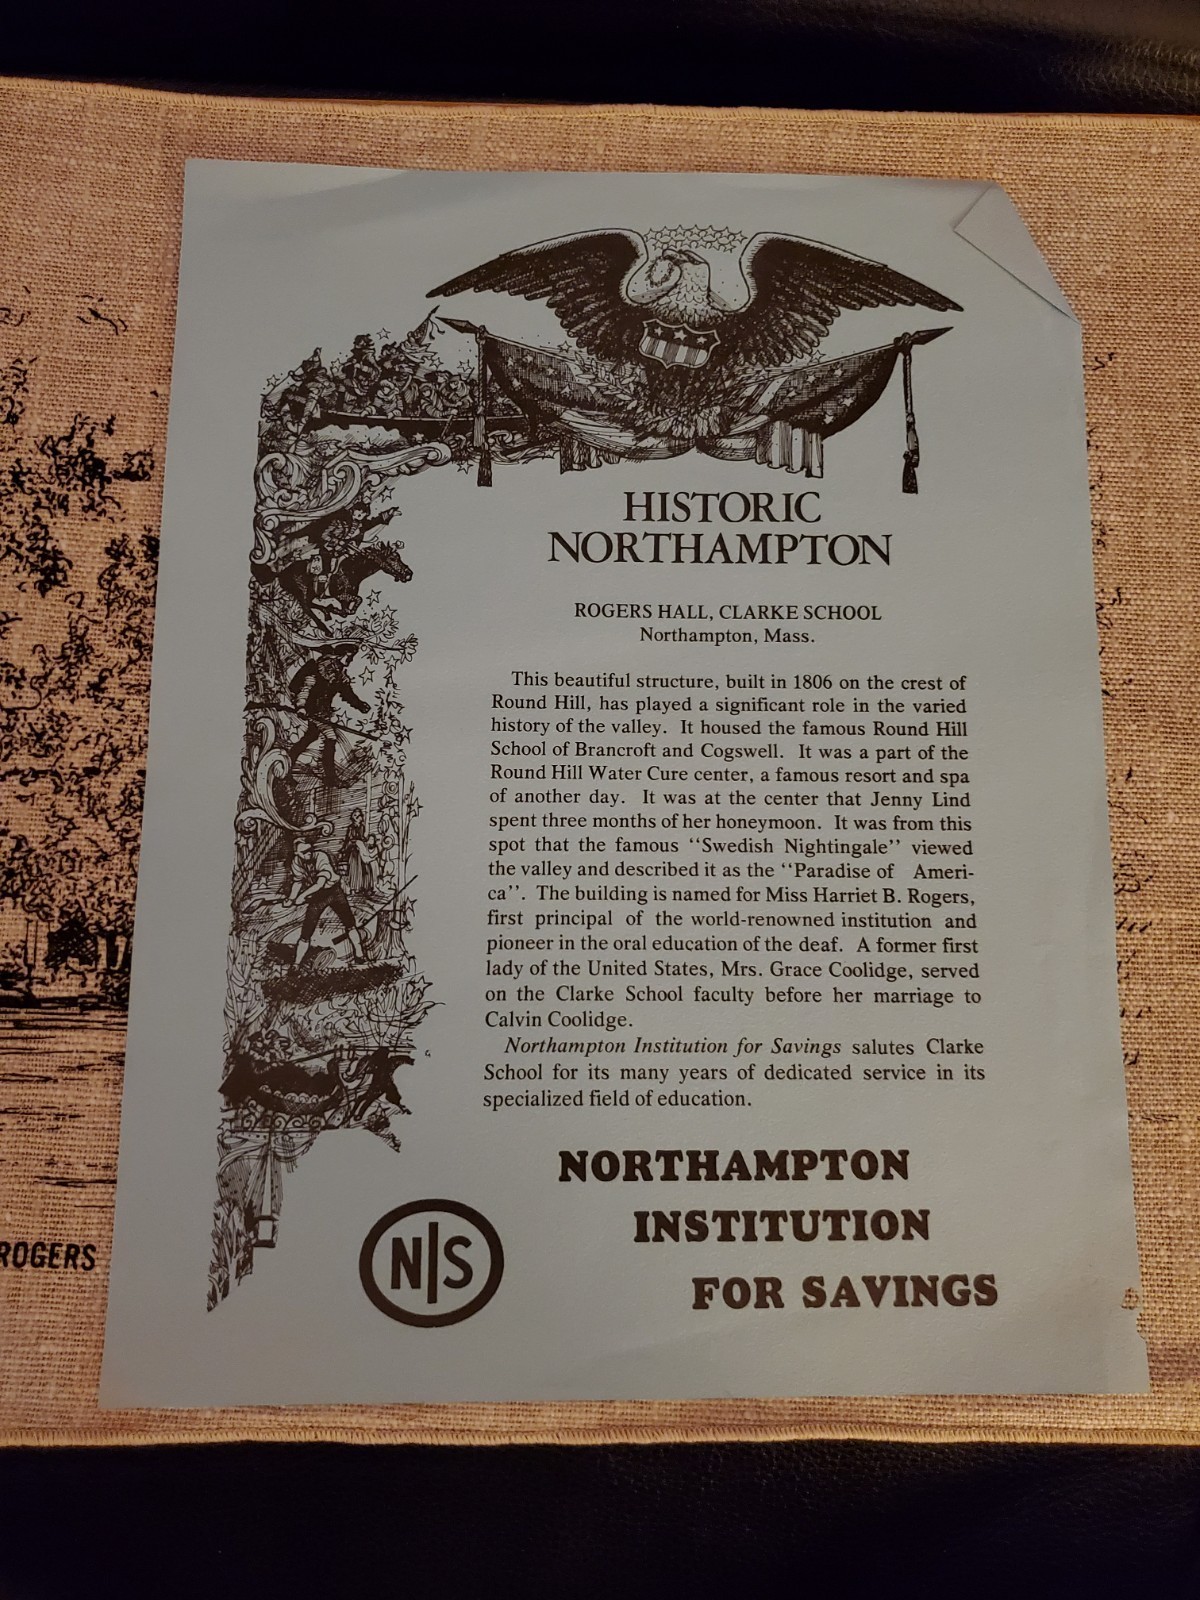 HISTORIC
NORTHAMPTON
ROGERS HALL, CLARKE SCHOOL
Northampton, Mass.
This beautiful structure, built in 1806 on the crest of
Round Hill, has played a significant role in the varied
history of the valley. It housed the famous Round Hill
School of Brancroft and Cogswell. It was a part of the
Round Hill Water Cure center, a famous resort and spa
of another day. It was at the center that Jenny Lind
spent three months of her honeymoon. It was from this
spot that the famous "Swedish Nightingale" viewed
the valley and described it as the "Paradise of Ameri-
ca". The building is named for Miss Harriet B. Rogers,
first principal of the world-renowned institution and
pioneer in the oral education of the deaf. A former first
lady of the United States, Mrs. Grace Coolidge, served
on the Clarke School faculty before her marriage to
Calvin Coolidge.
Northampton Institution for Savings salutes Clarke
School for its many years of dedicated service in its
specialized field of education.
NORTHAMPTON
INSTITUTION
FOR SAVINGS
N|S
ROGERS